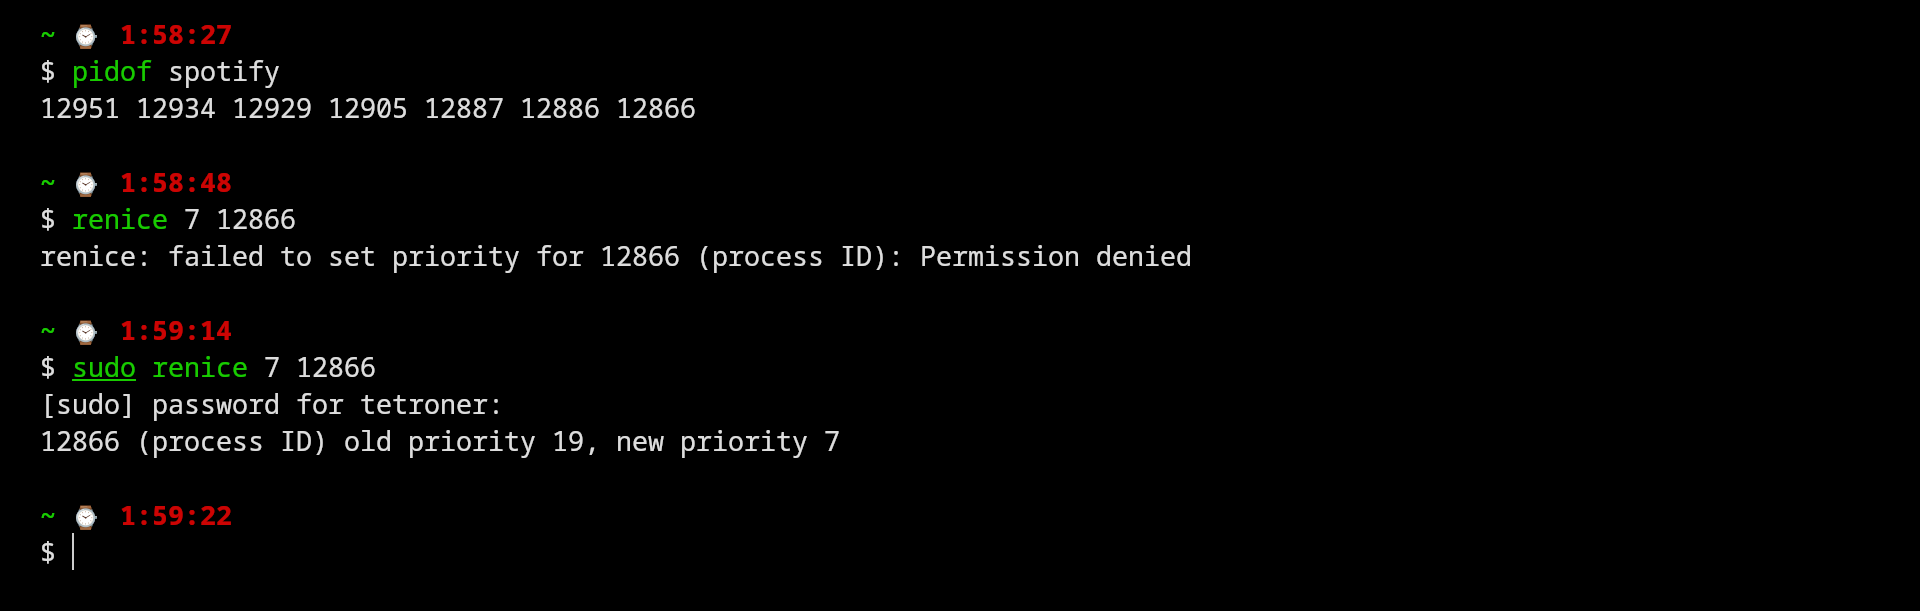 ~ ⌚ 1:58:27
$ pidof spotify
12951 12934 12929 12905 12887 12886 12866
~ ⌚ 1:58:48
$ renice 7 12866
renice: failed to set priority for 12866 (process ID): Permission denied
~ ⌚ 1:59:14
$ sudo renice 7 12866
[sudo] password for tetroner:
12866 (process ID) old priority 19, new priority 7
~ ⌚ 1:59:22
$